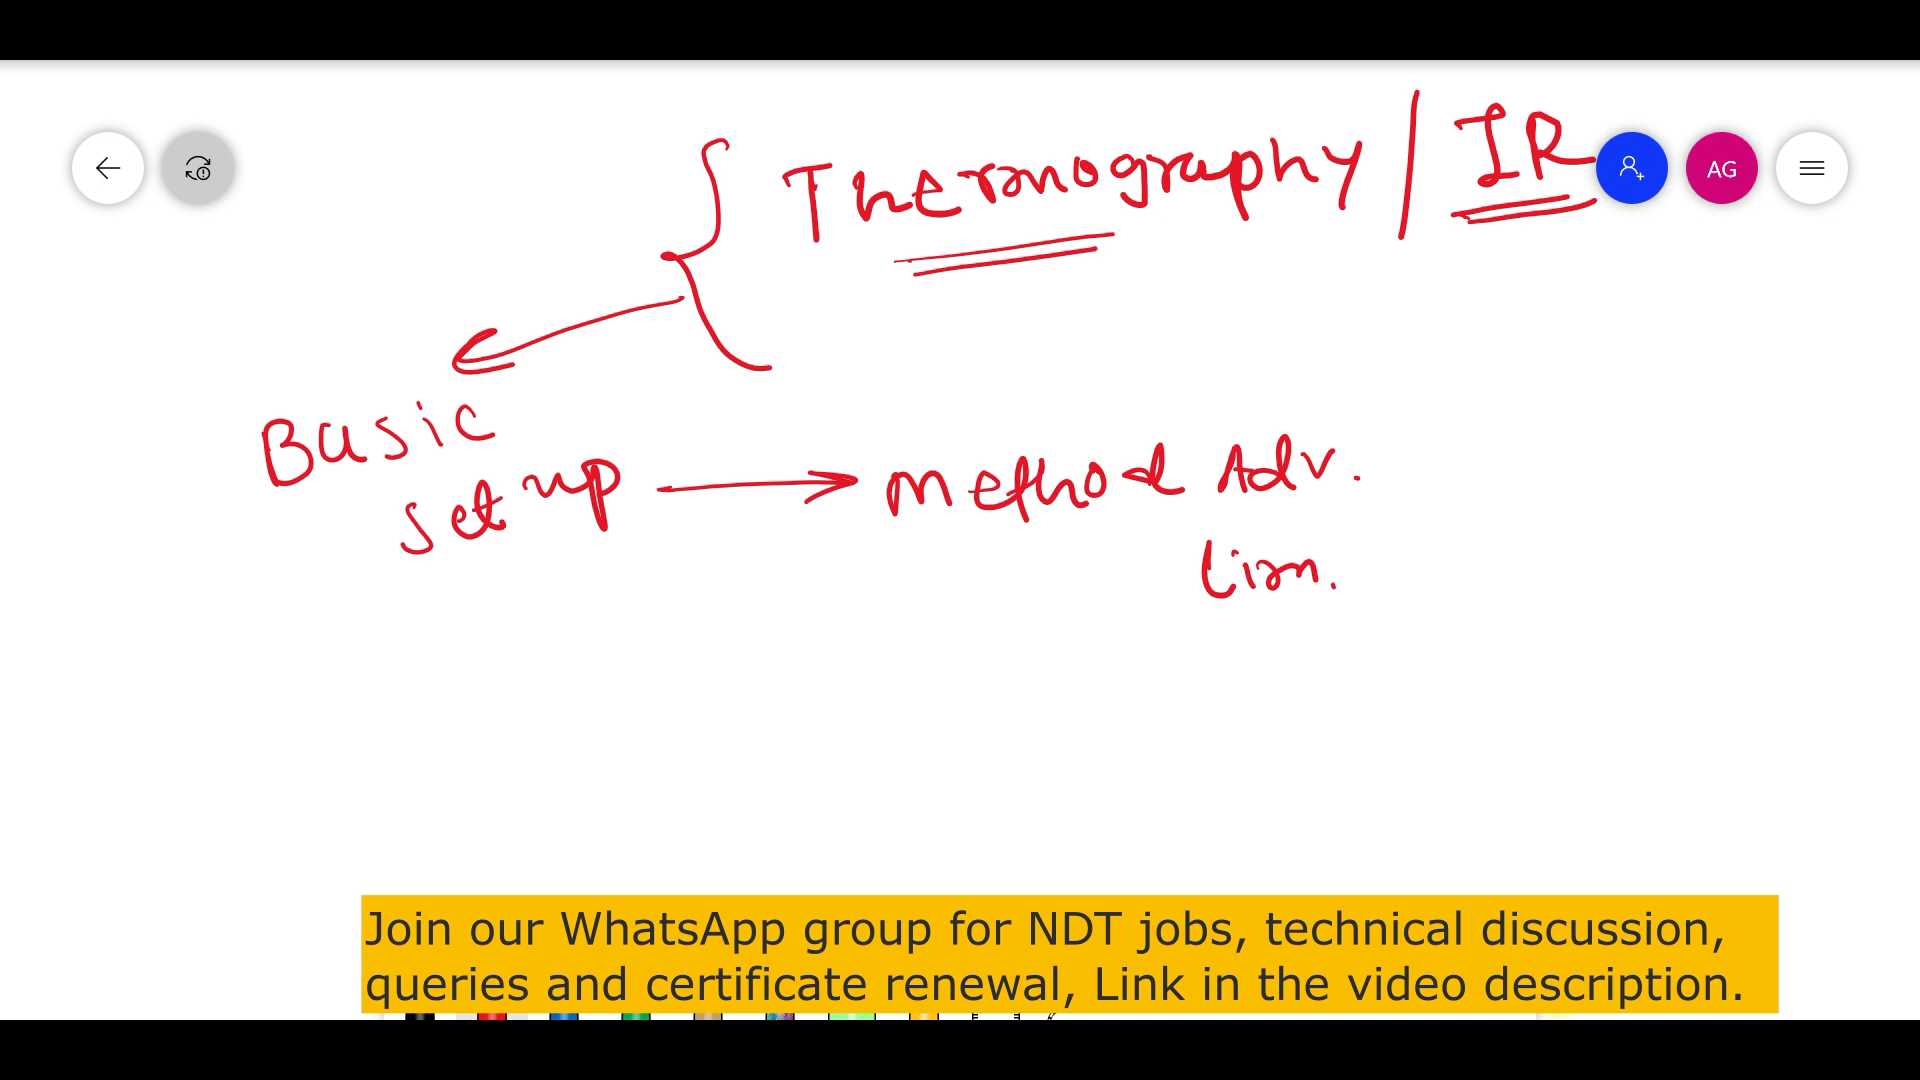 Thermography / IR
AG
Basic
set up → method Adv.
Lim.
Join our WhatsApp group for NDT jobs, technical discussion,
queries and certificate renewal, Link in the video description.